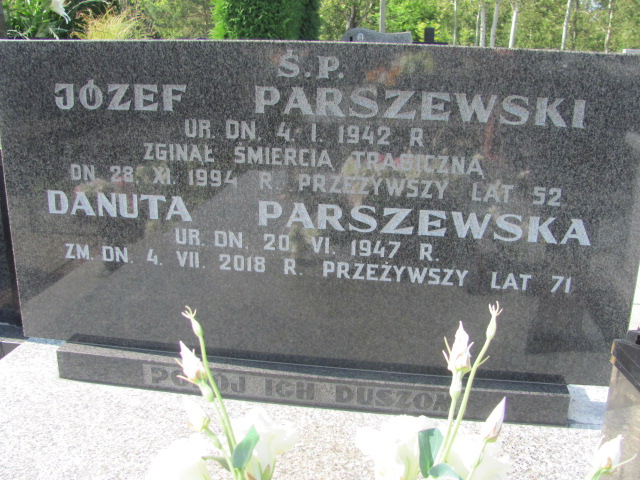 Ś.P.
JÓZEF PARSZEWSKI
UR. DN. 4. I. 1942 R.
ZGINĄŁ ŚMIERCIĄ TRAGICZNĄ
DN. 28. XI. 1994 R. PRZEŻYWSZY LAT 52.
DANUTA PARSZEWSKA
UR. DN. 20. VI. 1947 R.
ZM. DN. 4. VII. 2018 R. PRZEŻYWSZY LAT 71
POKÓJ ICH DUSZOM